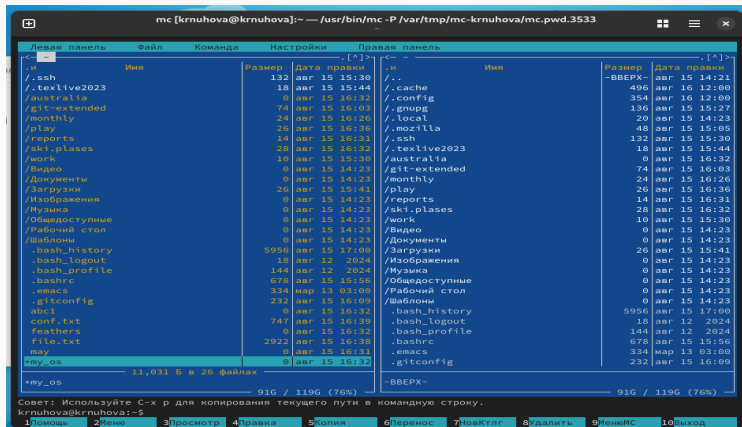 mc [krnuhova@krnuhova]:~ — /usr/bin/mc -P /var/tmp/mc-krnuhova/mc.pwd.3533
Левая панель Файл Команда Настройки Правая панель
<— ~ .[^]> <— ~ .[^]>
.и Имя Размер Дата правки .и Имя Размер Дата правки
/.ssh 132 авг 15 15:30 /.. -ВВЕРХ- авг 15 14:21
/.texlive2023 18 авг 15 15:44 /.cache 496 авг 16 12:00
/australia 0 авг 15 16:32 /.config 354 авг 16 12:00
/git-extended 74 авг 15 16:03 /.gnupg 136 авг 15 15:27
/monthly 24 авг 15 16:26 /.local 20 авг 15 14:23
/play 26 авг 15 16:36 /.mozilla 48 авг 15 15:05
/reports 14 авг 15 16:31 /.ssh 132 авг 15 15:30
/ski.plases 28 авг 15 16:32 /.texlive2023 18 авг 15 15:44
/work 10 авг 15 15:30 /australia 0 авг 15 16:32
/Видео 0 авг 15 14:23 /git-extended 74 авг 15 16:03
/Документы 0 авг 15 14:23 /monthly 24 авг 15 16:26
/Загрузки 26 авг 15 15:41 /play 26 авг 15 16:36
/Изображения 0 авг 15 14:23 /reports 14 авг 15 16:31
/Музыка 0 авг 15 14:23 /ski.plases 28 авг 15 16:32
/Общедоступные 0 авг 15 14:23 /work 10 авг 15 15:30
/Рабочий стол 0 авг 15 14:23 /Видео 0 авг 15 14:23
/Шаблоны 0 авг 15 14:23 /Документы 0 авг 15 14:23
.bash_history 5956 авг 15 17:00 /Загрузки 26 авг 15 15:41
.bash_logout 18 авг 12 2024 /Изображения 0 авг 15 14:23
.bash_profile 144 авг 12 2024 /Музыка 0 авг 15 14:23
.bashrc 678 авг 15 15:56 /Общедоступные 0 авг 15 14:23
.emacs 334 мар 13 03:00 /Рабочий стол 0 авг 15 14:23
.gitconfig 232 авг 15 16:09 /Шаблоны 0 авг 15 14:23
abc1 0 авг 15 16:32 .bash_history 5956 авг 15 17:00
conf.txt 747 авг 15 16:39 .bash_logout 18 авг 12 2024
feathers 0 авг 15 16:32 .bash_profile 144 авг 12 2024
file.txt 2922 авг 15 16:38 .bashrc 678 авг 15 15:56
may 0 авг 15 16:31 .emacs 334 мар 13 03:00
*my_os 0 авг 15 16:32 .gitconfig 232 авг 15 16:09
11,031 Б в 26 файлах
*my_os -ВВЕРХ-
91G / 119G (76%) 91G / 119G (76%)
Совет: Используйте C-x p для копирования текущего пути в командную строку.
krnuhova@krnuhova:~$
1Помощь 2Меню 3Просмотр 4Правка 5Копия 6Перенос 7НовКтлг 8Удалить 9МенюМС 10Выход